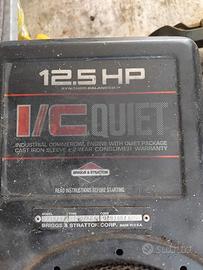 12.5 HP
SYNCHRO-BALANCED
I/C QUIET
INDUSTRIAL COMMERCIAL ENGINE WITH QUIET PACKAGE
CAST IRON SLEEVE & 2 YEAR CONSUMER WARRANTY
BRIGGS & STRATTON
READ INSTRUCTIONS BEFORE STARTING
MODEL TYPE CODE
BRIGGS & STRATTON CORP. MADE IN U.S.A.
subito